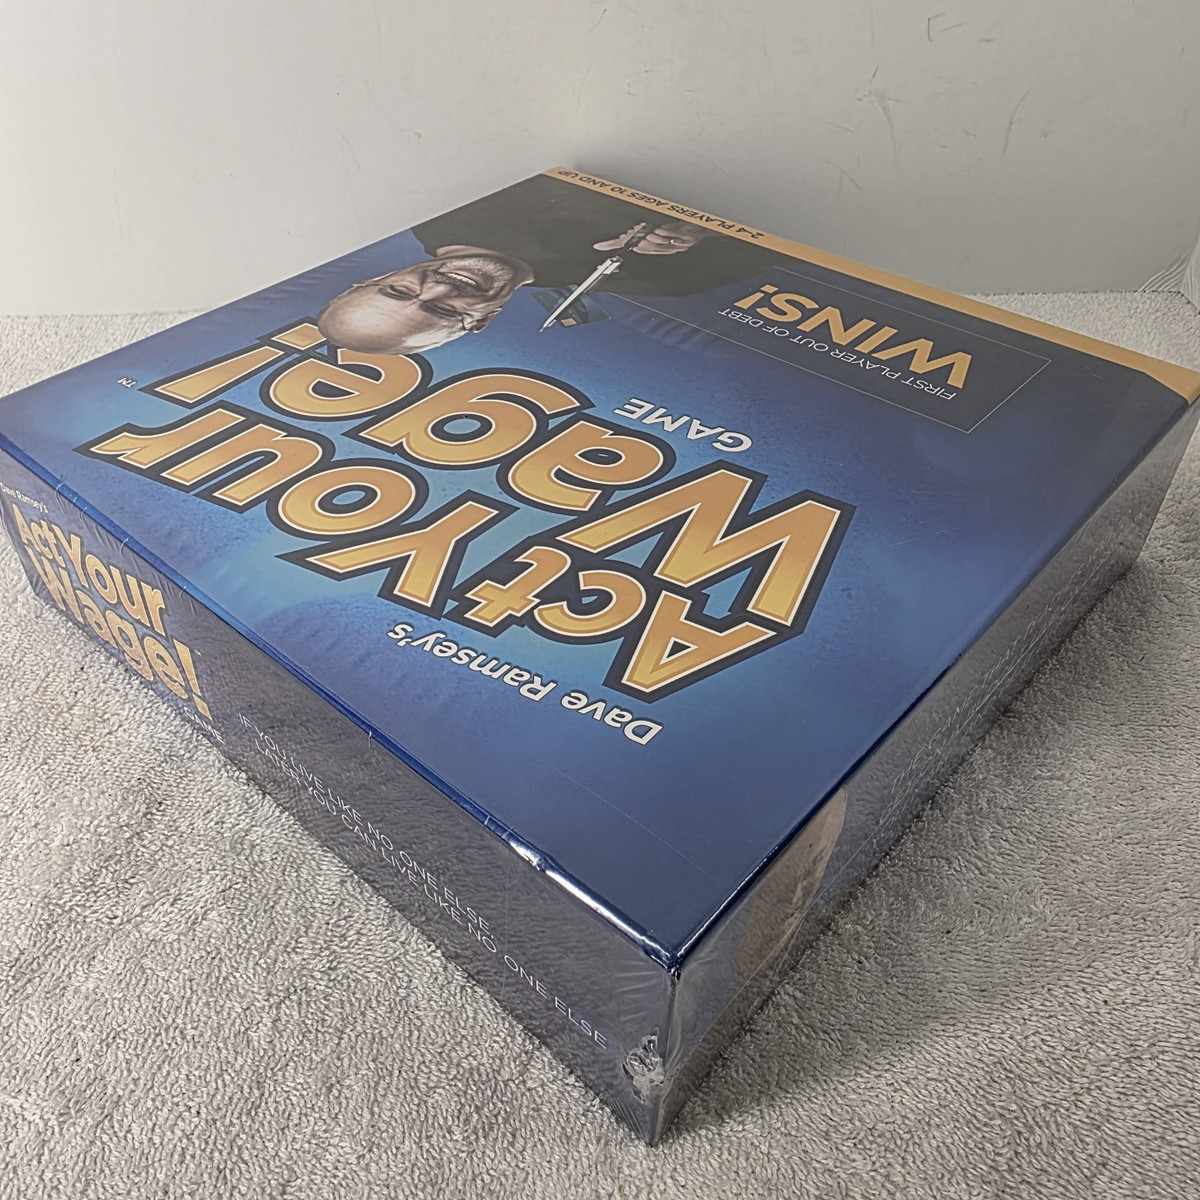 Dave Ramsey's
Act Your
Wage!
™
GAME
FIRST PLAYER OUT OF DEBT
WINS!
2-4 PLAYERS AGES 10 AND UP
Dave Ramsey's
Act Your
Wage!
GAME
IF YOU LIVE LIKE NO ONE ELSE,
LATER YOU CAN LIVE LIKE NO ONE ELSE